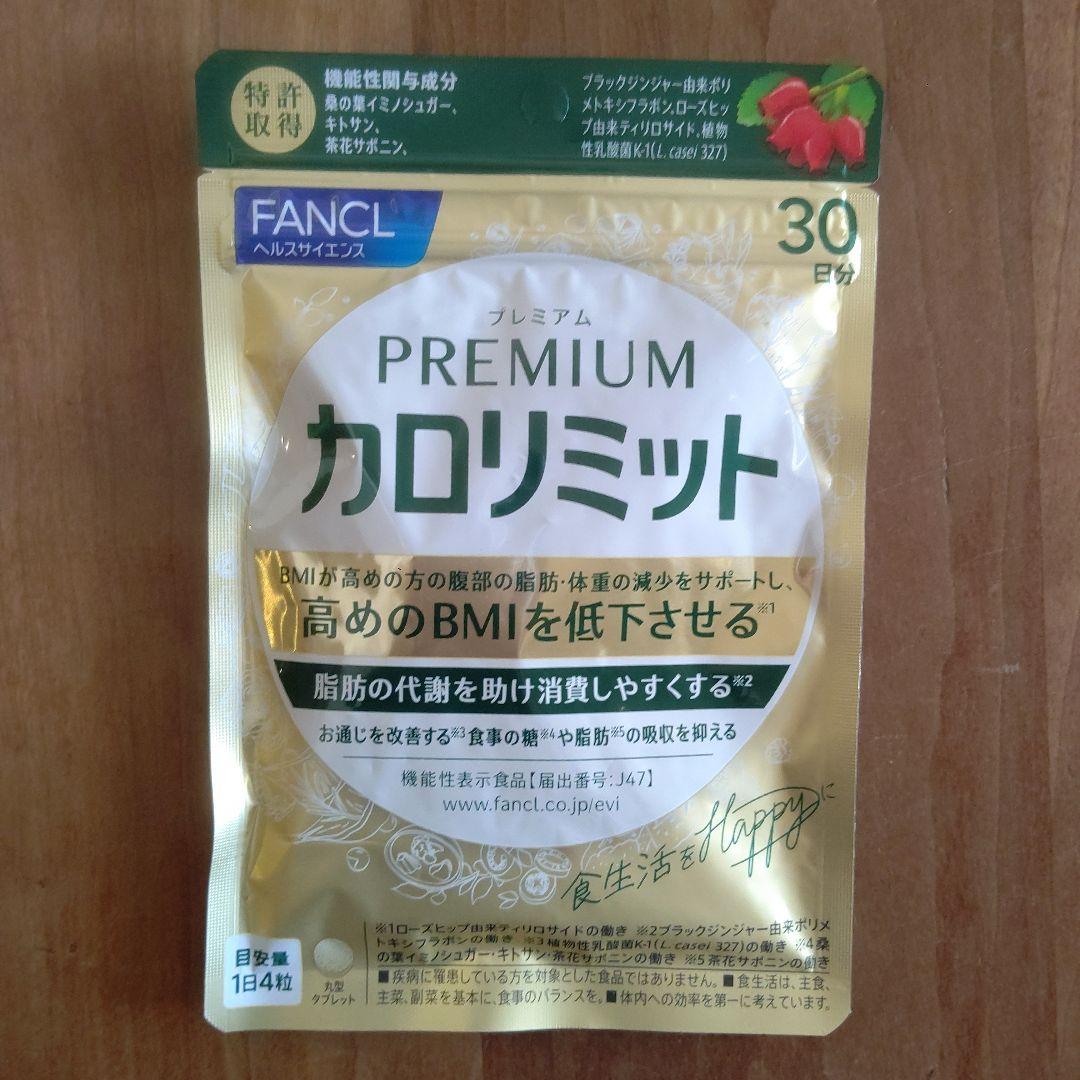 特許
取得
機能性関与成分
桑の葉イミノシュガー、
キトサン、
茶花サポニン、
ブラックジンジャー由来ポリ
メトキシフラボン、ローズヒッ
プ由来ティリロサイド、植物
性乳酸菌K-1(L. casei 327)
FANCL
ヘルスサイエンス
30
日分
プレミアム
PREMIUM
カロリミット
BMIが高めの方の腹部の脂肪・体重の減少をサポートし、
高めのBMIを低下させる※1
脂肪の代謝を助け消費しやすくする※2
お通じを改善する※3 食事の糖※4や脂肪※5の吸収を抑える
機能性表示食品【届出番号:J47】
www.fancl.co.jp/evi
食生活をHappyに
目安量
1日4粒
丸型
タブレット
※1ローズヒップ由来ティリロサイドの働き ※2ブラックジンジャー由来ポリメ
トキシフラボンの働き ※3植物性乳酸菌K-1(L. casei 327)の働き ※4桑
の葉イミノシュガー・キトサン・茶花サポニンの働き ※5茶花サポニンの働き
■疾病に罹患している方を対象とした食品ではありません。■食生活は、主食、
主菜、副菜を基本に、食事のバランスを。■体内への効率を第一に考えています。